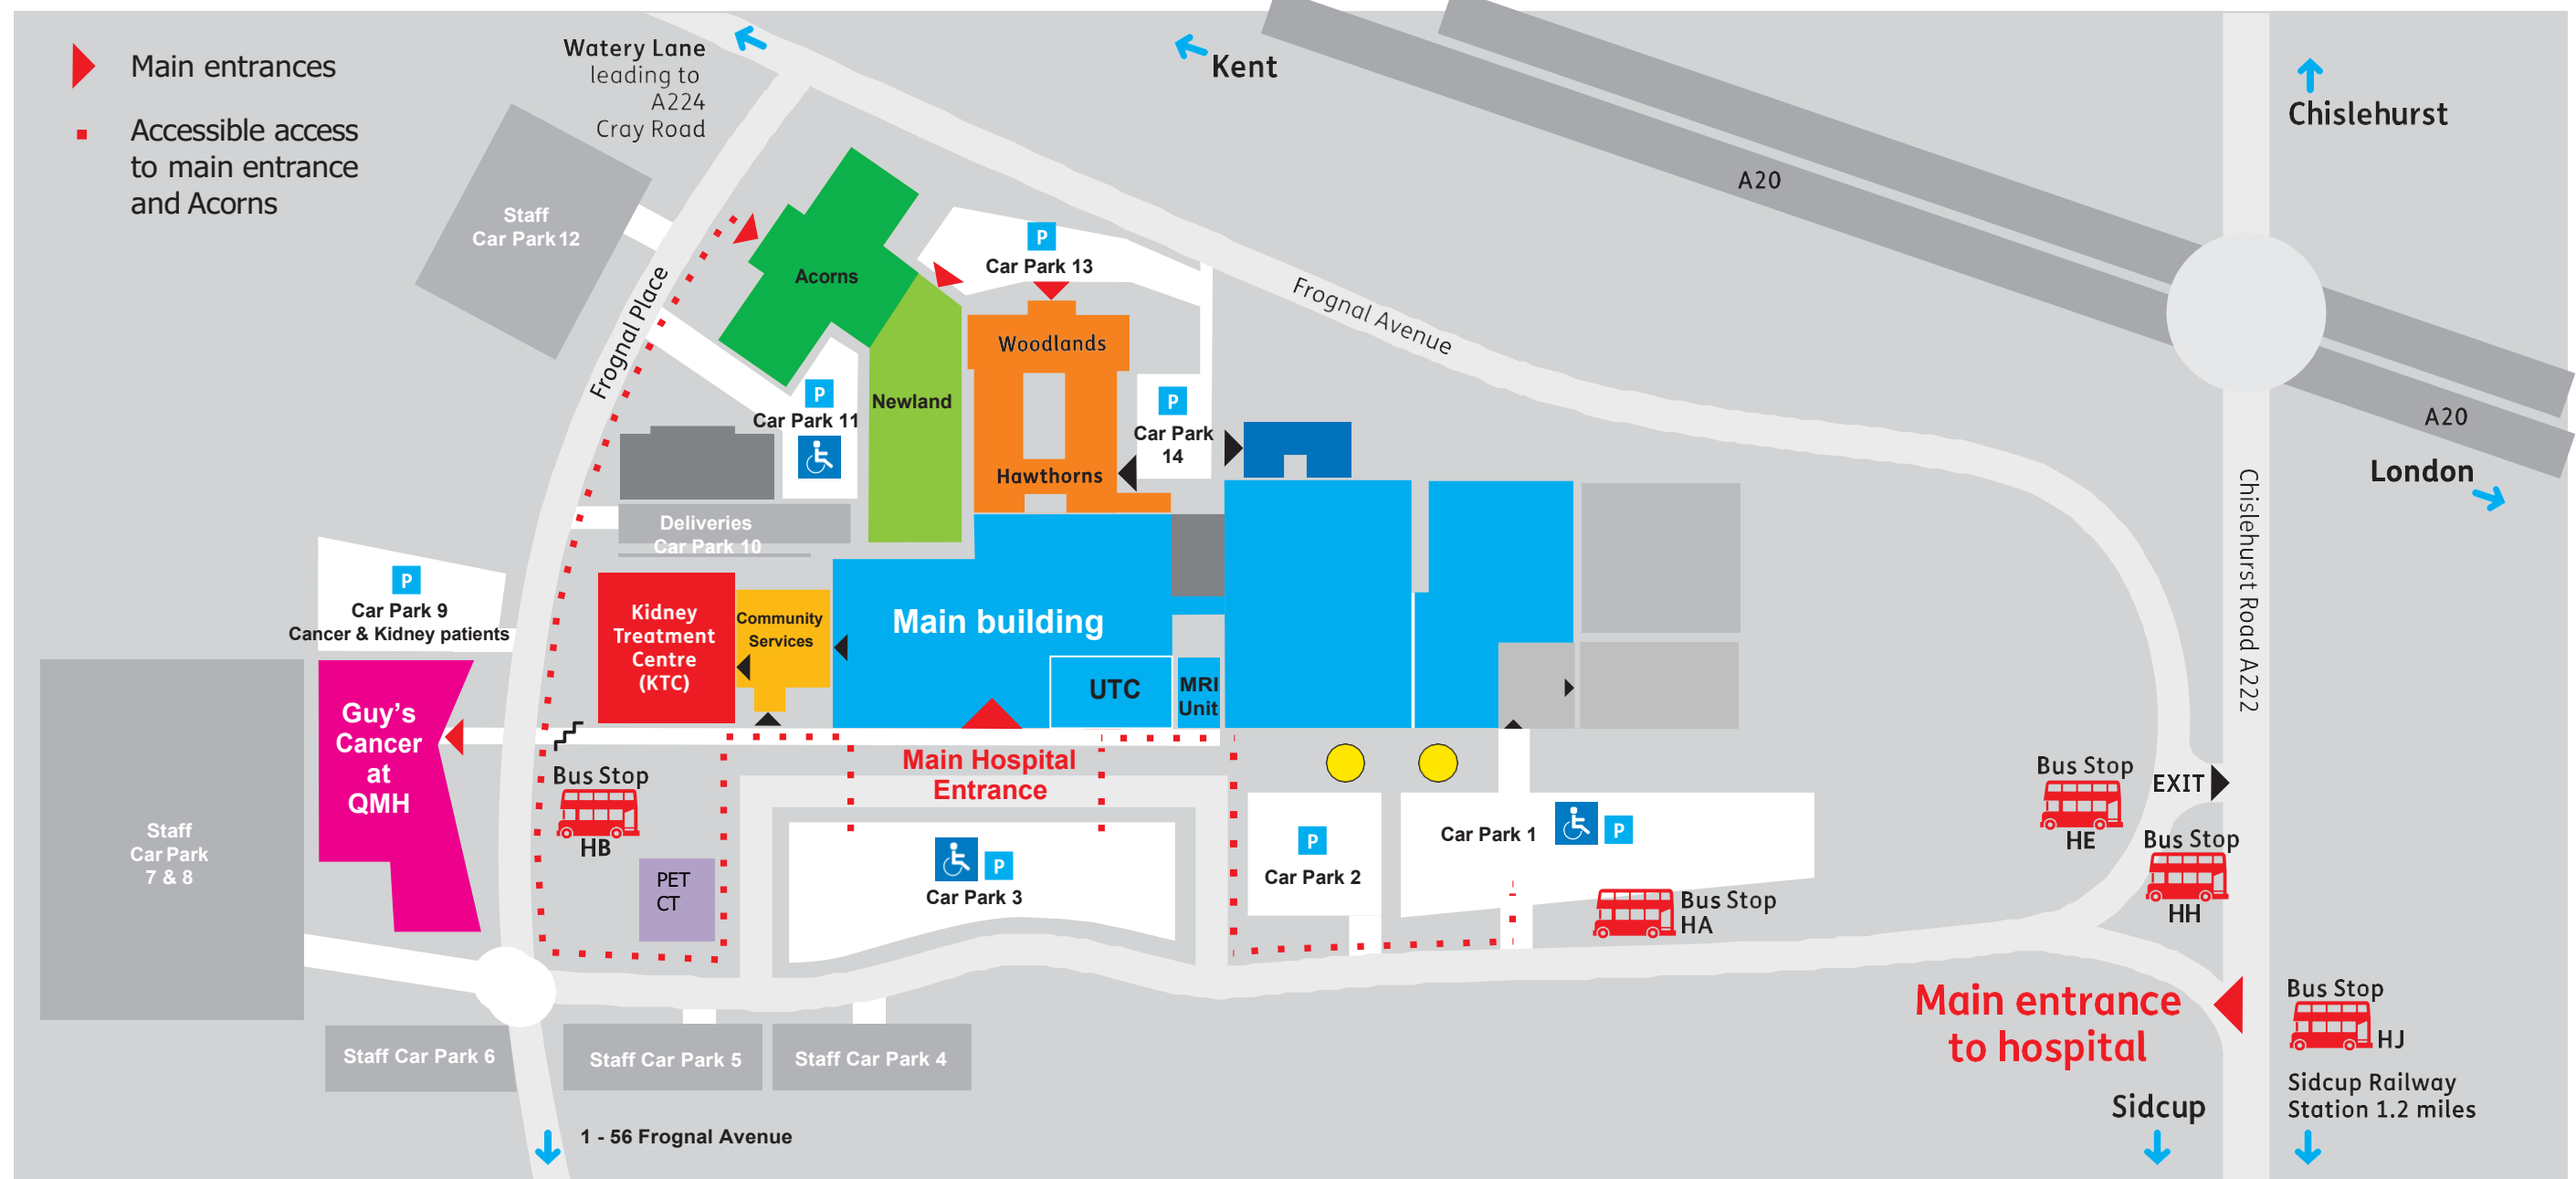 Main entrances
Accessible access
to main entrance
and Acorns
Watery Lane
leading to
A224
Cray Road
Kent
Chislehurst
A20
Staff
Car Park 12
Frognal Place
Acorns
P
Car Park 13
Frognal Avenue
Woodlands
Newland
P
Car Park 11
P
Car Park
14
Hawthorns
A20
London
Chislehurst Road A222
Deliveries
Car Park 10
P
Car Park 9
Cancer & Kidney patients
Kidney
Treatment
Centre
(KTC)
Community
Services
Main building
UTC
MRI
Unit
Guy's
Cancer
at
QMH
Staff
Car Park
7 & 8
Bus Stop
HB
PET
CT
Main Hospital
Entrance
P
Car Park 3
P
Car Park 2
Car Park 1
P
Bus Stop
HA
Bus Stop
HE
EXIT
Bus Stop
HH
Main entrance
to hospital
Bus Stop
HJ
Sidcup Railway
Station 1.2 miles
Sidcup
Staff Car Park 6
Staff Car Park 5
Staff Car Park 4
1 - 56 Frognal Avenue